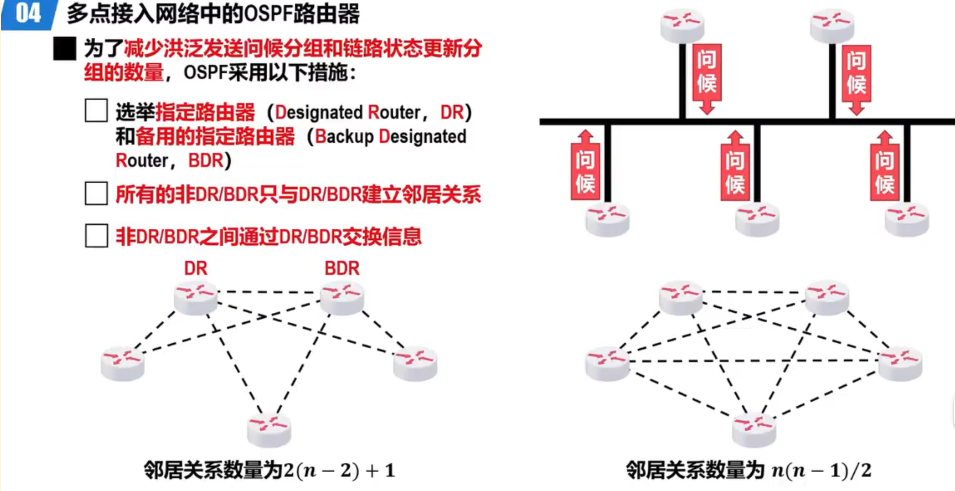 04 多点接入网络中的OSPF路由器
为了减少洪泛发送问候分组和链路状态更新分
组的数量，OSPF采用以下措施：
选举指定路由器（Designated Router，DR）
和备用的指定路由器（Backup Designated
Router，BDR）
所有的非DR/BDR只与DR/BDR建立邻居关系
非DR/BDR之间通过DR/BDR交换信息
DR
BDR
邻居关系数量为2(n − 2) + 1
问候
问候
问候
问候
问候
邻居关系数量为 n(n − 1)/2